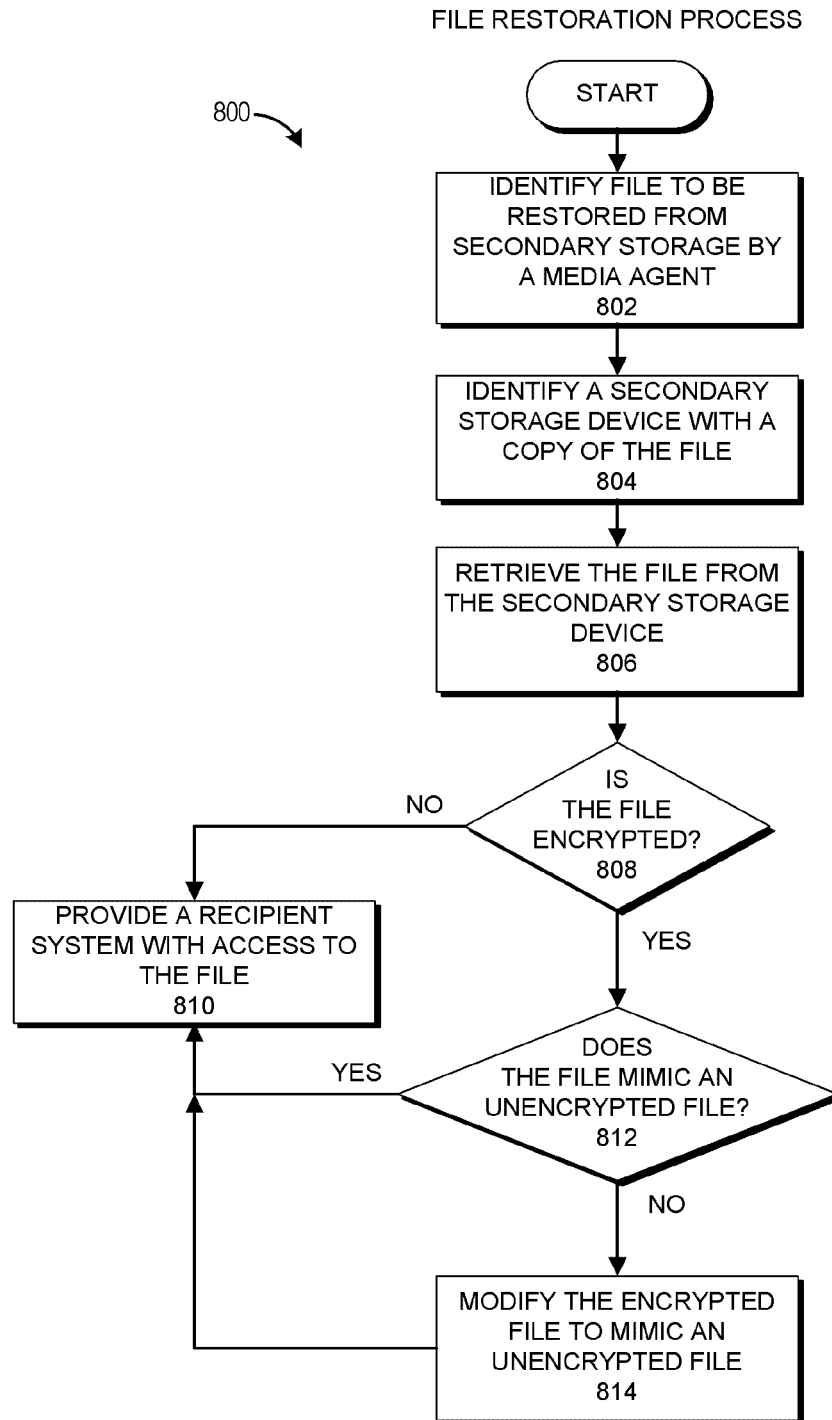 FILE RESTORATION PROCESS
START
800
IDENTIFY FILE TO BE
RESTORED FROM
SECONDARY STORAGE BY
A MEDIA AGENT
802
IDENTIFY A SECONDARY
STORAGE DEVICE WITH A
COPY OF THE FILE
804
RETRIEVE THE FILE FROM
THE SECONDARY STORAGE
DEVICE
806
IS
THE FILE
ENCRYPTED?
808
NO
YES
PROVIDE A RECIPIENT
SYSTEM WITH ACCESS TO
THE FILE
810
DOES
THE FILE MIMIC AN
UNENCRYPTED FILE?
812
YES
NO
MODIFY THE ENCRYPTED
FILE TO MIMIC AN
UNENCRYPTED FILE
814